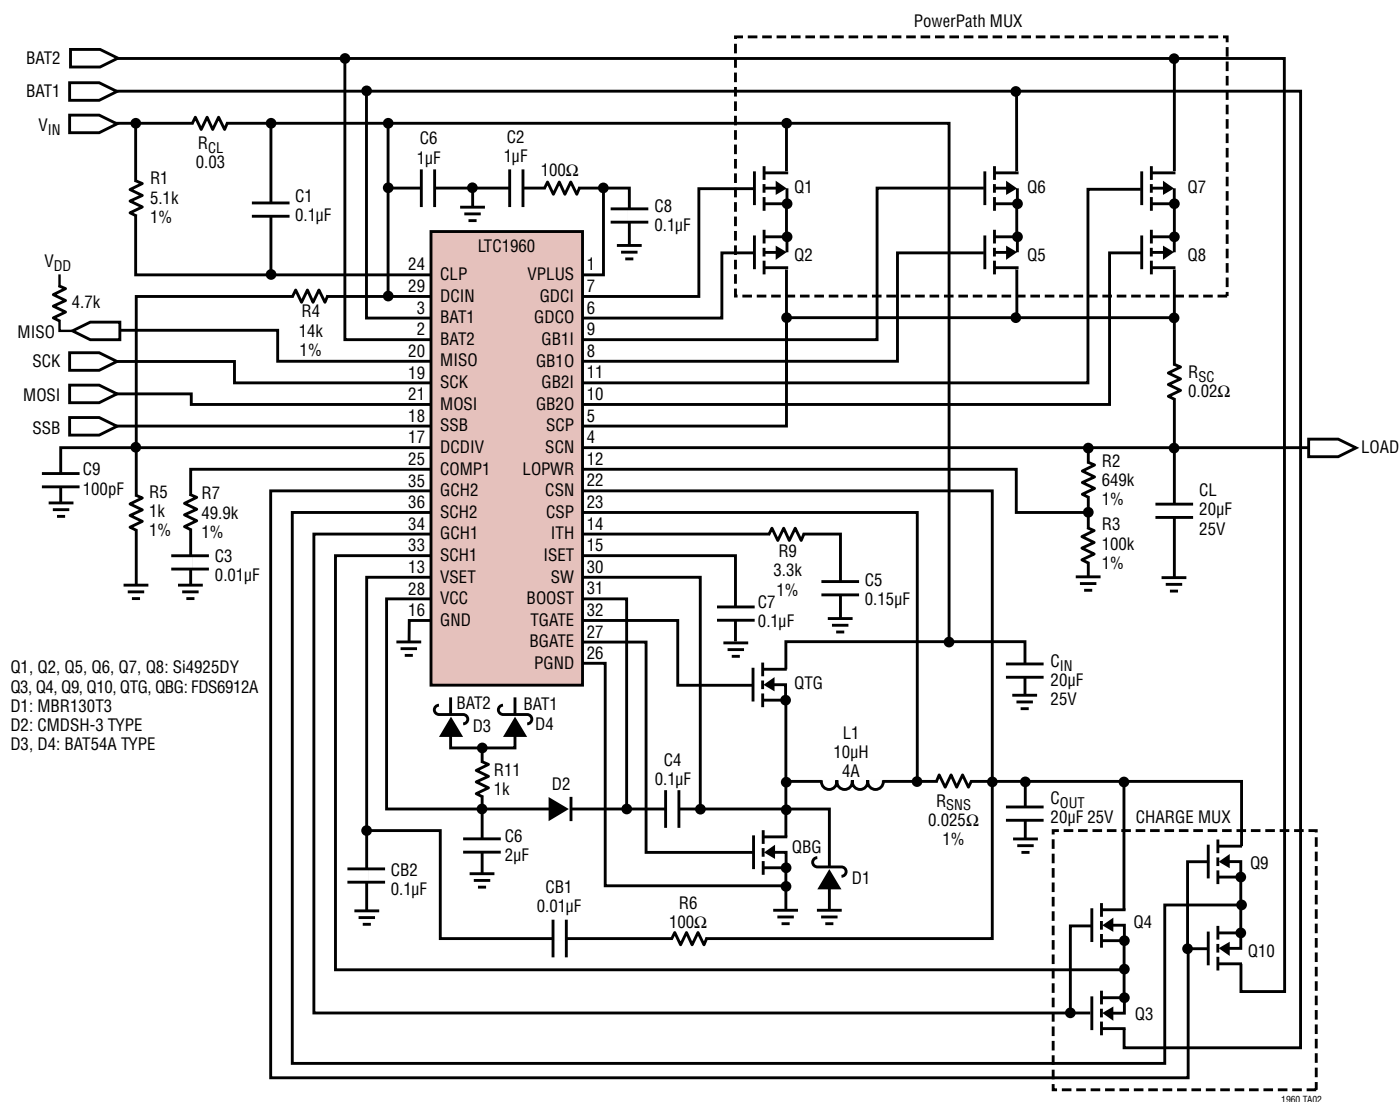 PowerPath MUX
BAT2
BAT1
VIN
RCL
0.03
R1
5.1k
1%
C1
0.1µF
C6
1µF
C2
1µF
100Ω
C8
0.1µF
Q1
Q2
Q6
Q5
Q7
Q8
VDD
4.7k
MISO
SCK
MOSI
SSB
R4
14k
1%
C9
100pF
R5
1k
1%
R7
49.9k
1%
C3
0.01µF
LTC1960
24 CLP
29 DCIN
3 BAT1
2 BAT2
20 MISO
19 SCK
21 MOSI
18 SSB
17 DCDIV
25 COMP1
35 GCH2
36 SCH2
34 GCH1
33 SCH1
13 VSET
28 VCC
16 GND
VPLUS 1
GDCI 7
GDCO 6
GB1I 9
GB1O 8
GB2I 11
GB2O 10
SCP 5
SCN 4
LOPWR 12
CSN 22
CSP 23
ITH 14
ISET 15
SW 30
BOOST 31
TGATE 32
BGATE 27
PGND 26
RSC
0.02Ω
LOAD
R2
649k
1%
R3
100k
1%
CL
20µF
25V
R9
3.3k
1%
C5
0.15µF
C7
0.1µF
CIN
20µF
25V
QTG
Q1, Q2, Q5, Q6, Q7, Q8: Si4925DY
Q3, Q4, Q9, Q10, QTG, QBG: FDS6912A
D1: MBR130T3
D2: CMDSH-3 TYPE
D3, D4: BAT54A TYPE
BAT2
D3
BAT1
D4
R11
1k
D2
C4
0.1µF
L1
10µH
4A
RSNS
0.025Ω
1%
COUT
20µF 25V
CHARGE MUX
C6
2µF
QBG
D1
CB2
0.1µF
CB1
0.01µF
R6
100Ω
Q9
Q4
Q10
Q3
1960 TA02